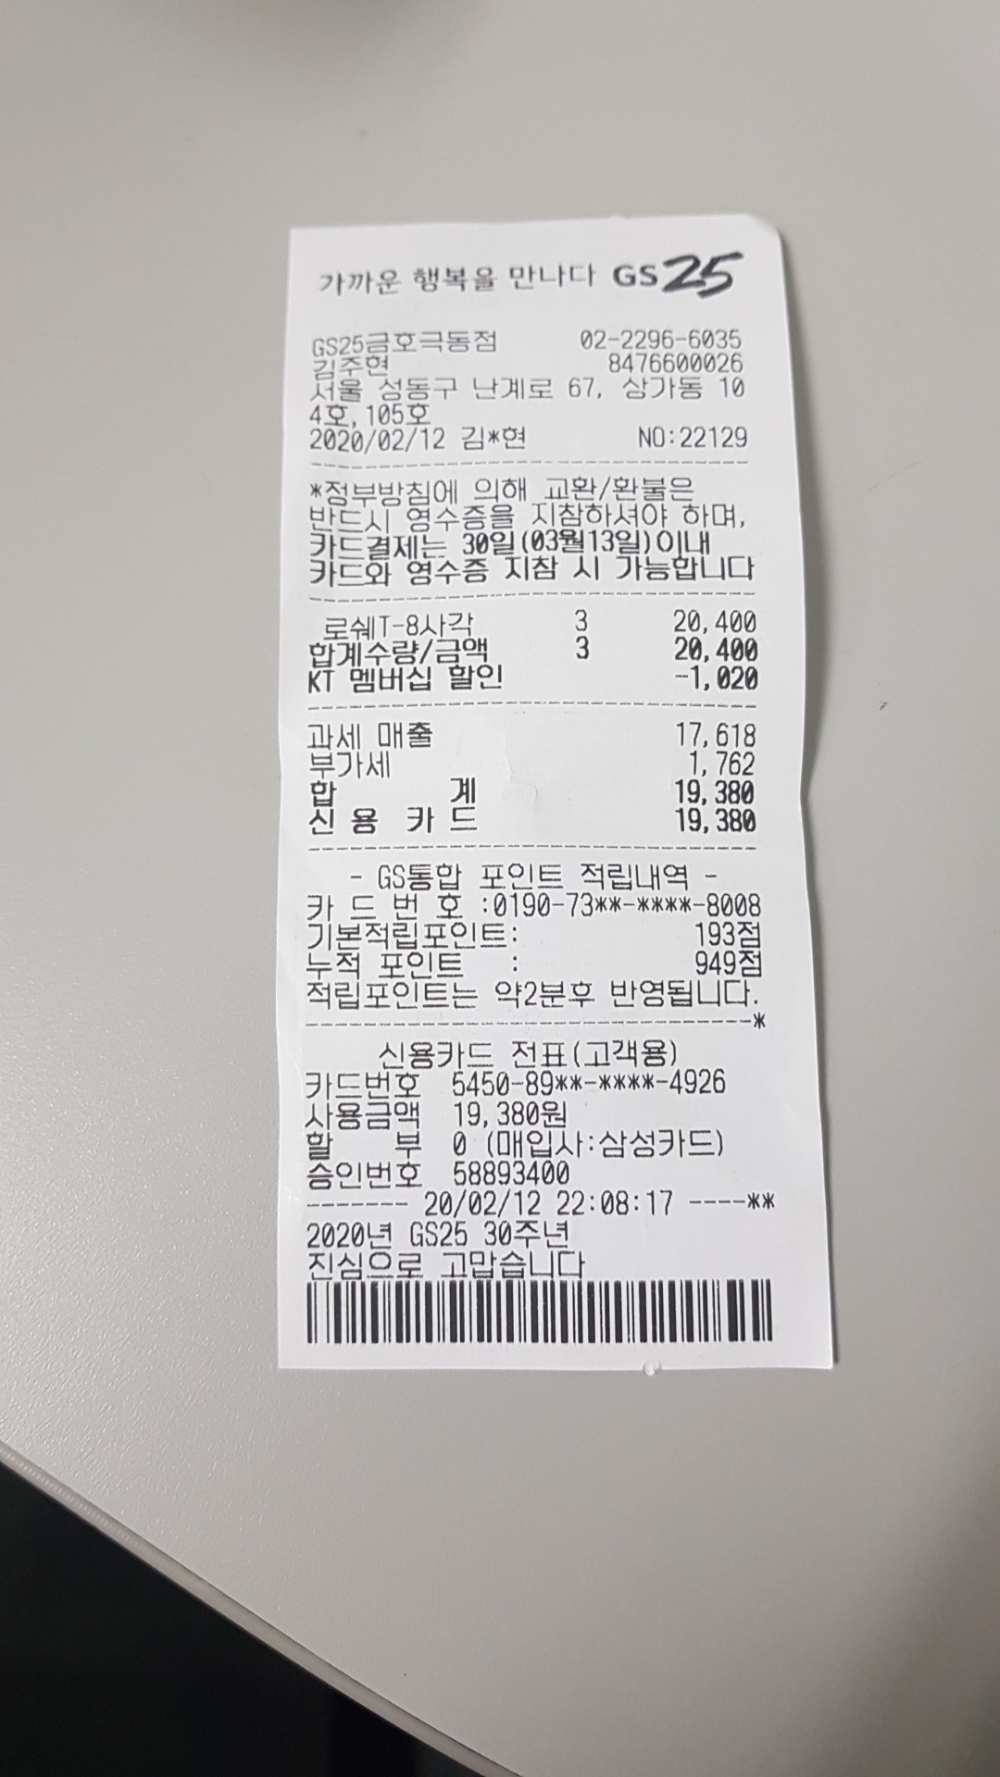 가까운 행복을 만나다 GS25
GS25금호극동점 02-2296-6035
김주현 8476600026
서울 성동구 난계로 67, 상가동 10
4호, 105호
2020/02/12 김*현 NO:22129
*정부방침에 의해 교환/환불은
반드시 영수증을 지참하셔야 하며,
카드결제는 30일(03월13일)이내
카드와 영수증 지참 시 가능합니다
로쉐T-8사각 3 20,400
합계수량/금액 3 20,400
KT 멤버십 할인 -1,020
과세 매출 17,618
부가세 1,762
합 계 19,380
신 용 카 드 19,380
- GS통합 포인트 적립내역 -
카 드 번 호 :0190-73**-****-8008
기본적립포인트: 193점
누적 포인트 : 949점
적립포인트는 약2분후 반영됩니다.
*
신용카드 전표(고객용)
카드번호 5450-89**-****-4926
사용금액 19,380원
할 부 0 (매입사:삼성카드)
승인번호 58893400
------- 20/02/12 22:08:17 ----**
2020년 GS25 30주년
진심으로 고맙습니다